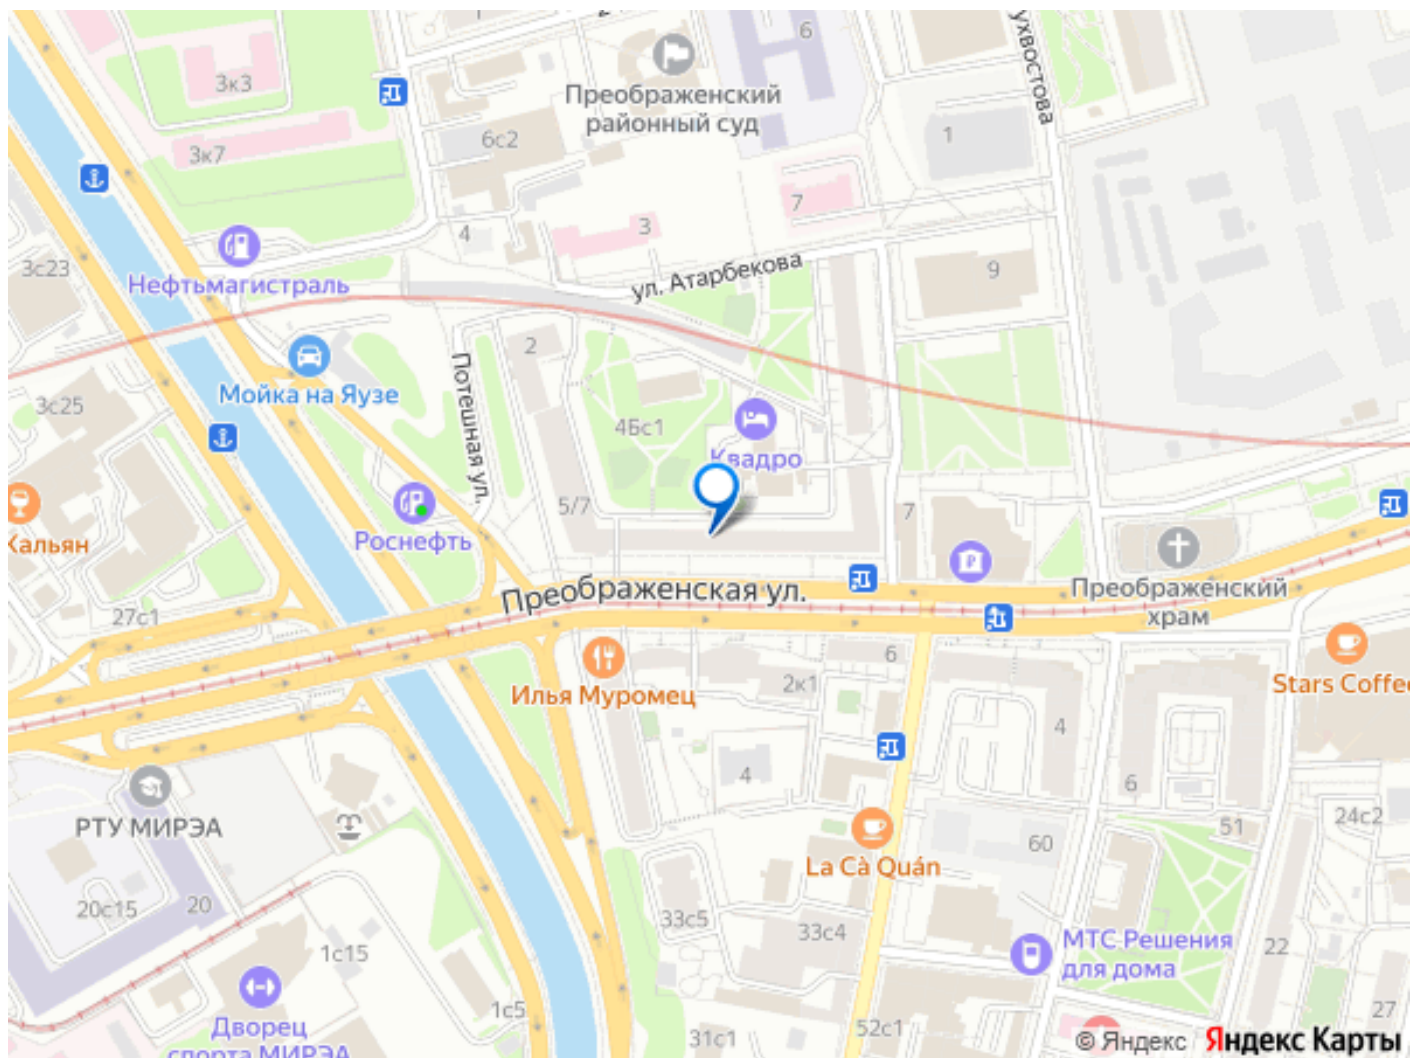 2
6
ухвостова
3к3
Преображенский
районный суд
1
6с2
3к7
7
3
4
3с23
Нефтьмагистраль
ул. Атарбекова
9
2
Потешная ул.
Мойка на Яузе
3с25
4Бс1
Квадро
5/7
7
Роснефть
Кальян
Преображенская ул.
Преображенский
храм
27с1
6
2к1
Илья Муромец
Stars Coffee
4
4
6
РТУ МИРЭА
24с2
51
60
La Cà Quán
20с15
20
33с5
33с4
1с15
МТС Решения
для дома
22
1с5
27
Дворец
спорта МИРЭА
31с1
52с1
© Яндекс Яндекс Карты